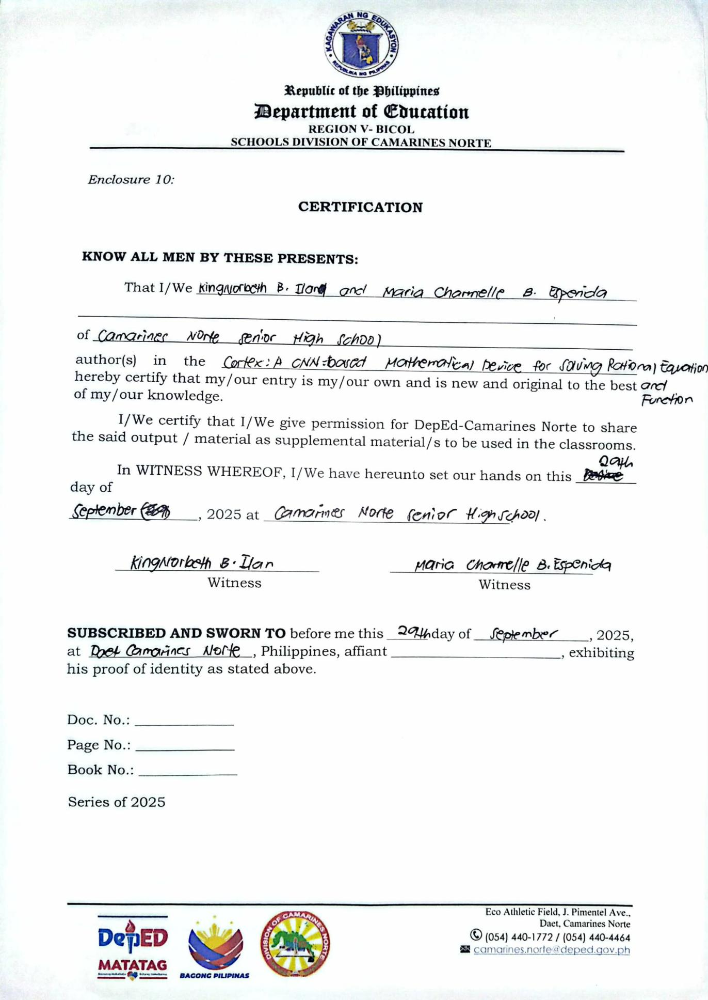 KAGAWARAN NG EDUKASYON
REPUBLIKA NG PILIPINAS
Republic of the Philippines
Department of Education
REGION V- BICOL
SCHOOLS DIVISION OF CAMARINES NORTE
Enclosure 10:
CERTIFICATION
KNOW ALL MEN BY THESE PRESENTS:
That I/We KingNorbeth B. Ilan and Maria Charmelle B. Espenida
of Camarines Norte Senior High School
author(s) in the Cortex: A CNN-based Mathematical Device for Solving Rational Equation
hereby certify that my/our entry is my/our own and is new and original to the best and
of my/our knowledge. Function
I/We certify that I/We give permission for DepEd-Camarines Norte to share
the said output / material as supplemental material/s to be used in the classrooms.
29th
In WITNESS WHEREOF, I/We have hereunto set our hands on this
day of
September , 2025 at Camarines Norte Senior High School.
KingNorbeth B. Ilan Maria Charmelle B. Espenida
Witness Witness
SUBSCRIBED AND SWORN TO before me this 29th day of September, 2025,
at Daet Camarines Norte, Philippines, affiant ____________, exhibiting
his proof of identity as stated above.
Doc. No.: ____________
Page No.: ____________
Book No.: ____________
Series of 2025
Eco Athletic Field, J. Pimentel Ave.,
Daet, Camarines Norte
(054) 440-1772 / (054) 440-4464
camarines.norte@deped.gov.ph
DepED
MATATAG
BAGONG PILIPINAS
DIVISION OF CAMARINES NORTE